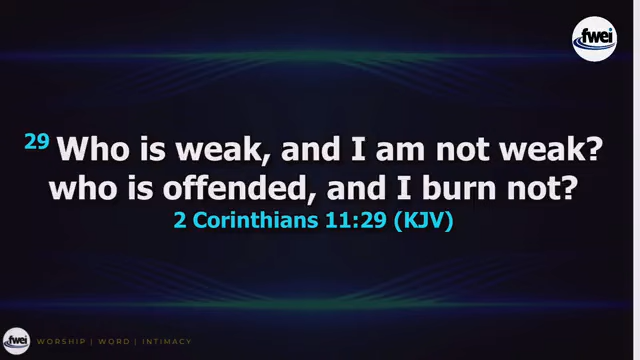 fwei
29 Who is weak, and I am not weak?
who is offended, and I burn not?
2 Corinthians 11:29 (KJV)
fwei
WORSHIP | WORD | INTIMACY